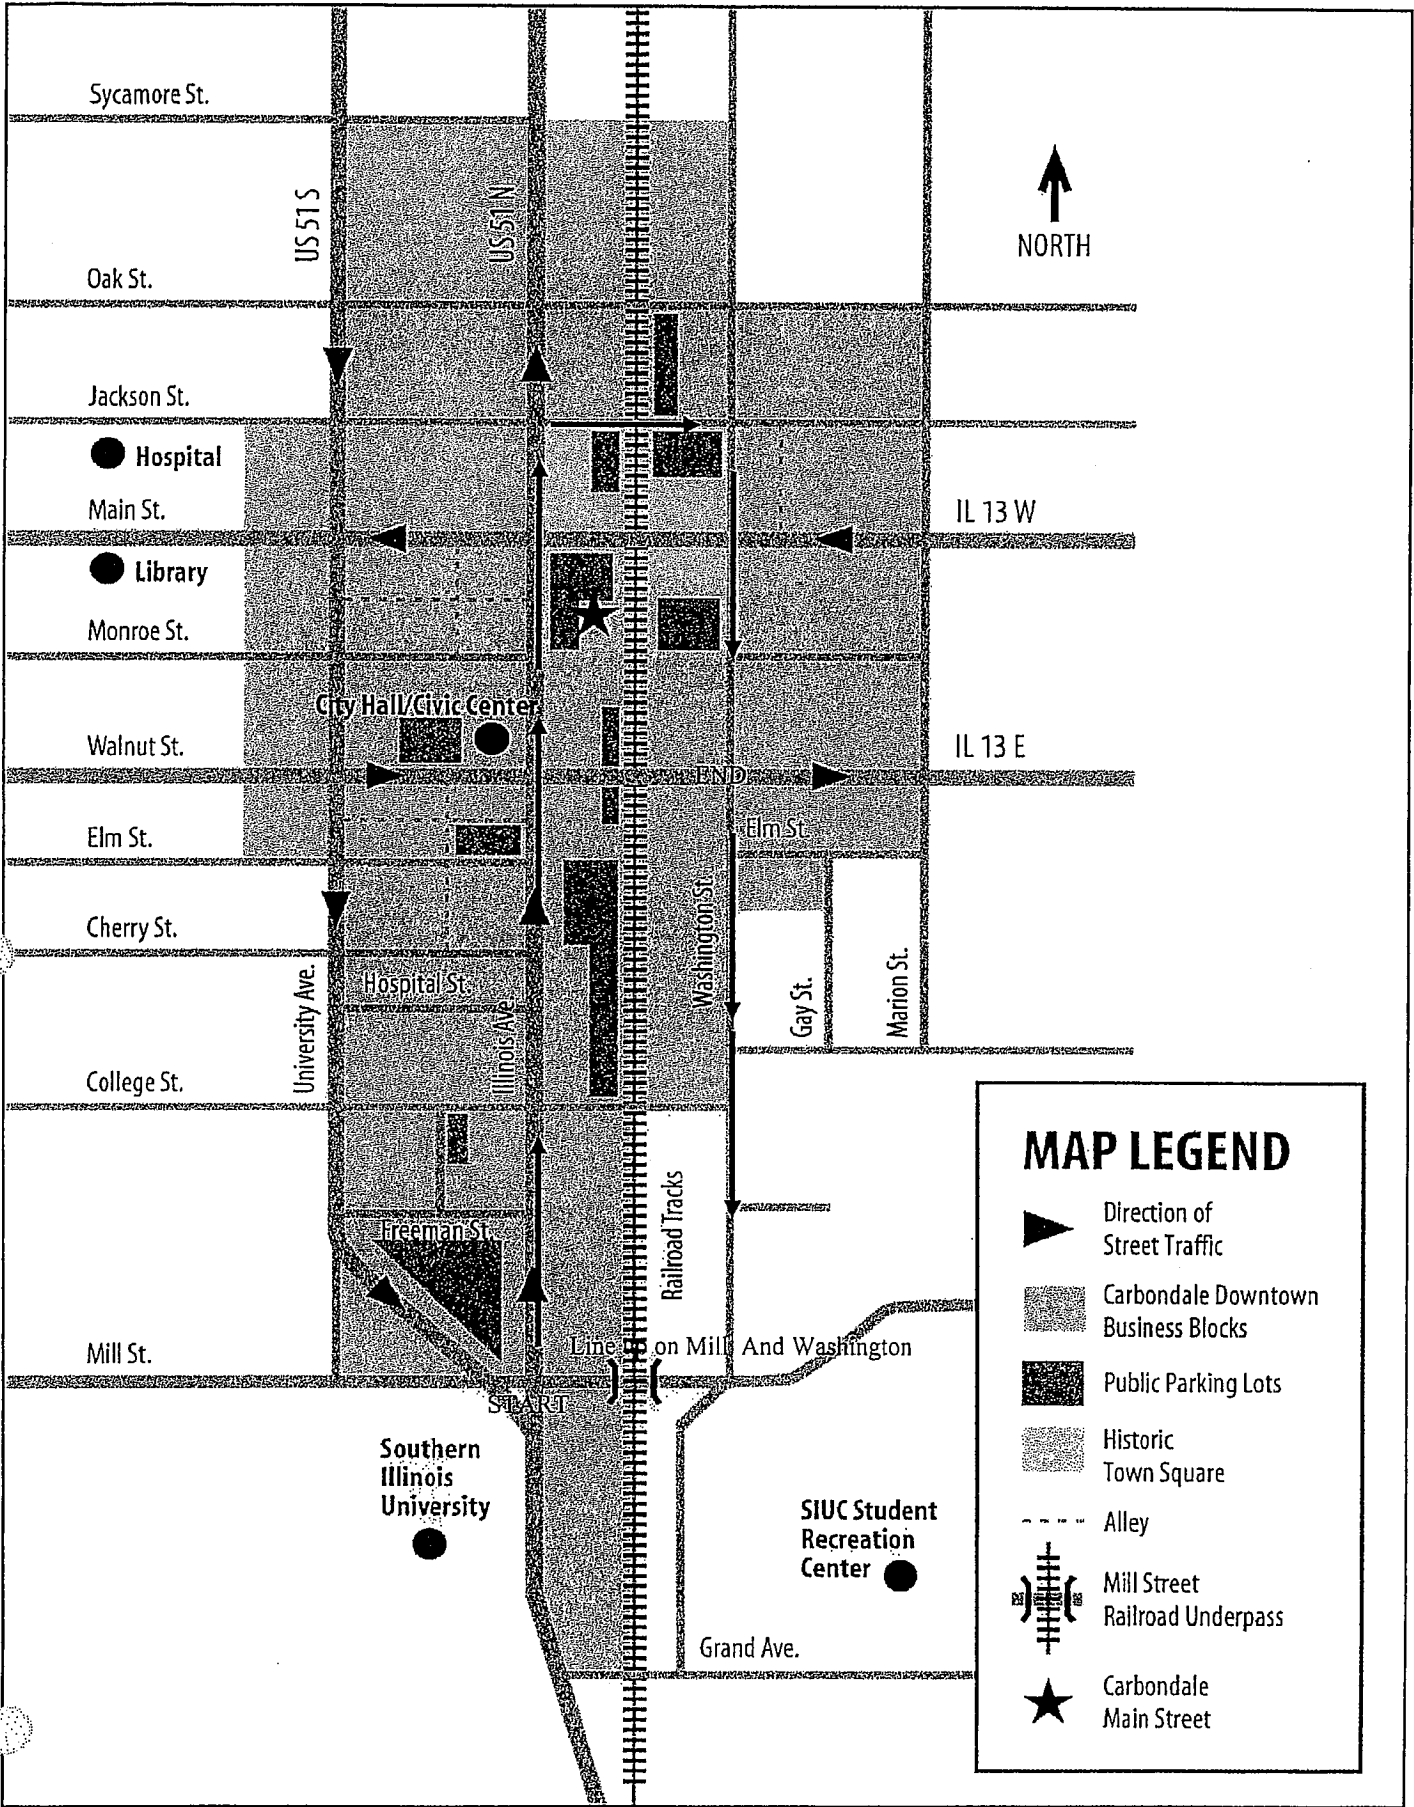 Sycamore St.
US 51 S
US 51 N
NORTH
Oak St.
Jackson St.
Hospital
Main St.
IL 13 W
Library
Monroe St.
City Hall/Civic Center
Walnut St.
IL 13 E
END
Elm St.
Elm St.
Cherry St.
Washington St.
Hospital St.
University Ave.
Illinois Ave.
Gay St.
Marion St.
College St.
Railroad Tracks
Freeman St.
Mill St.
Line up on Mill And Washington
START
Southern
Illinois
University
SIUC Student
Recreation
Center
Grand Ave.
MAP LEGEND
Direction of
Street Traffic
Carbondale Downtown
Business Blocks
Public Parking Lots
Historic
Town Square
Alley
Mill Street
Railroad Underpass
Carbondale
Main Street